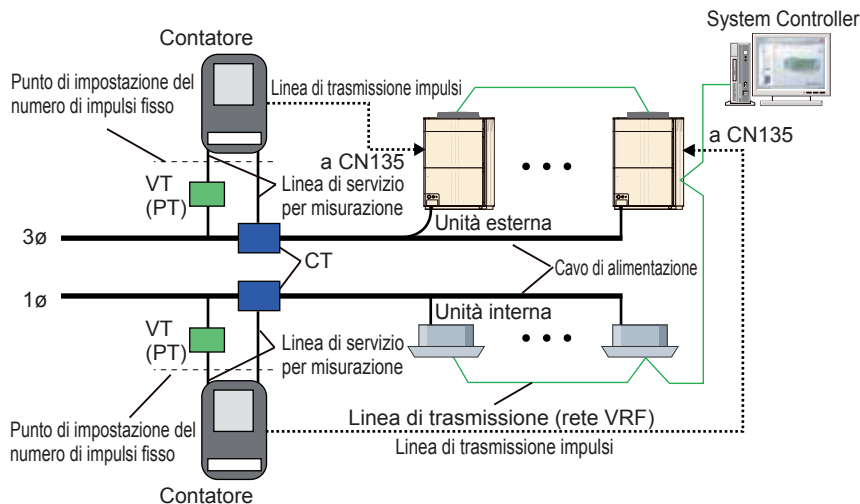 System Controller
Contatore
Punto di impostazione del
numero di impulsi fisso
Linea di trasmissione impulsi
a CN135
a CN135
VT
(PT)
Linea di servizio
per misurazione
Unità esterna
3ø
CT
Cavo di alimentazione
1ø
Unità interna
VT
(PT)
Linea di servizio
per misurazione
Linea di trasmissione (rete VRF)
Punto di impostazione del
numero di impulsi fisso
Linea di trasmissione impulsi
Contatore